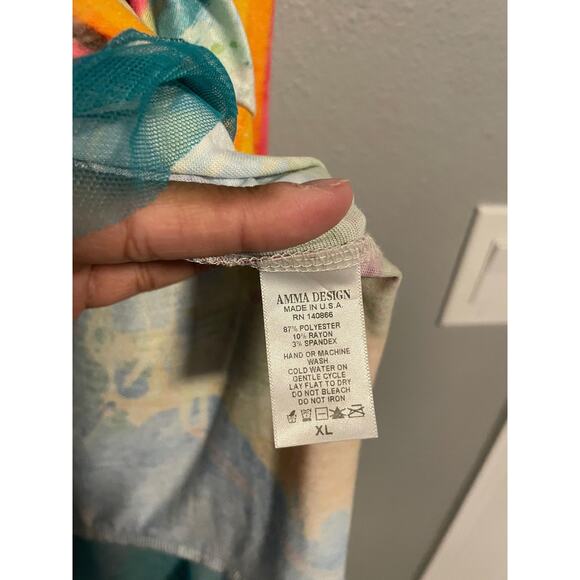 AMMA DESIGN
MADE IN U.S.A.
RN 140866
87% POLYESTER
10% RAYON
3% SPANDEX
HAND OR MACHINE
WASH
COLD WATER ON
GENTLE CYCLE
LAY FLAT TO DRY
DO NOT BLEACH
DO NOT IRON
XL